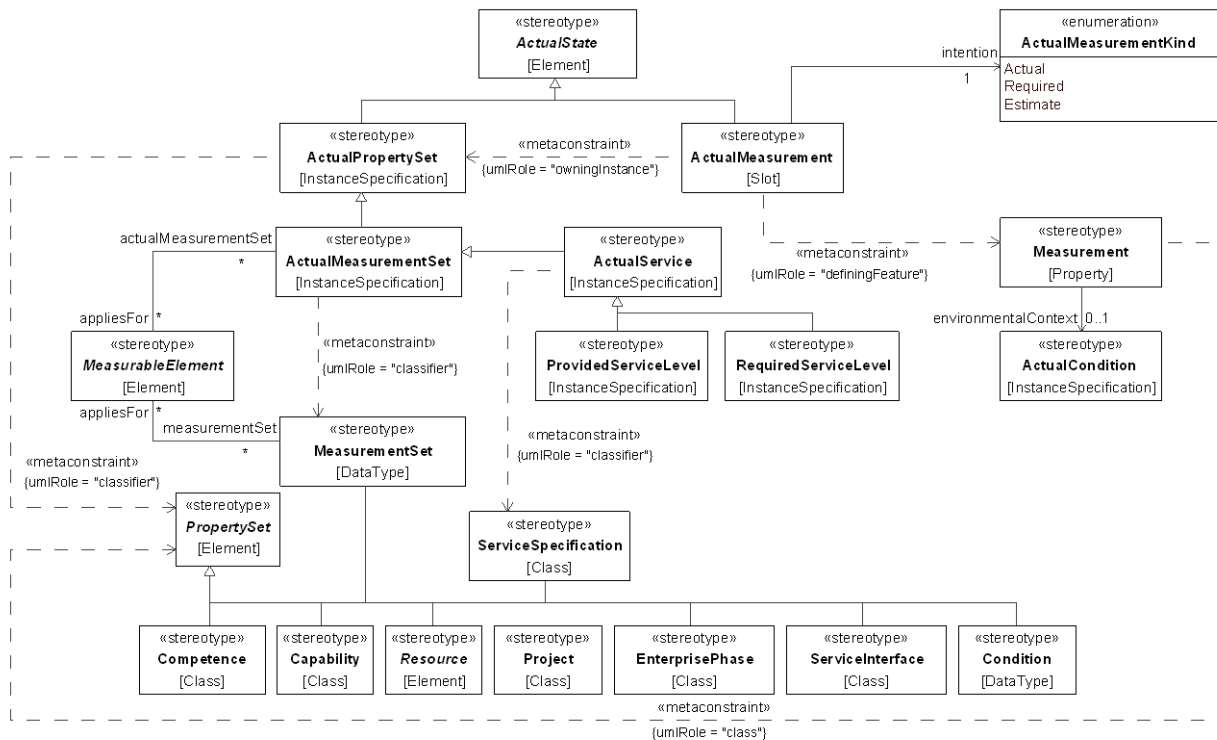 «stereotype»
ActualState
[Element]
«enumeration»
ActualMeasurementKind
Actual
Required
Estimate
intention
1
«stereotype»
ActualPropertySet
[InstanceSpecification]
«metaconstraint»
{umlRole = "owningInstance"}
«stereotype»
ActualMeasurement
[Slot]
actualMeasurementSet
*
«stereotype»
ActualMeasurementSet
[InstanceSpecification]
«stereotype»
ActualService
[InstanceSpecification]
«metaconstraint»
{umlRole = "definingFeature"}
«stereotype»
Measurement
[Property]
appliesFor
*
«stereotype»
MeasurableElement
[Element]
«metaconstraint»
{umlRole = "classifier"}
«stereotype»
ProvidedServiceLevel
[InstanceSpecification]
«stereotype»
RequiredServiceLevel
[InstanceSpecification]
environmentalContext
0..1
«stereotype»
ActualCondition
[InstanceSpecification]
appliesFor
*
measurementSet
*
«stereotype»
MeasurementSet
[DataType]
«metaconstraint»
{umlRole = "classifier"}
«metaconstraint»
{umlRole = "classifier"}
«stereotype»
PropertySet
[Element]
«stereotype»
ServiceSpecification
[Class]
«stereotype»
Competence
[Class]
«stereotype»
Capability
[Class]
«stereotype»
Resource
[Element]
«stereotype»
Project
[Class]
«stereotype»
EnterprisePhase
[Class]
«stereotype»
ServiceInterface
[Class]
«stereotype»
Condition
[DataType]
«metaconstraint»
{umlRole = "class"}